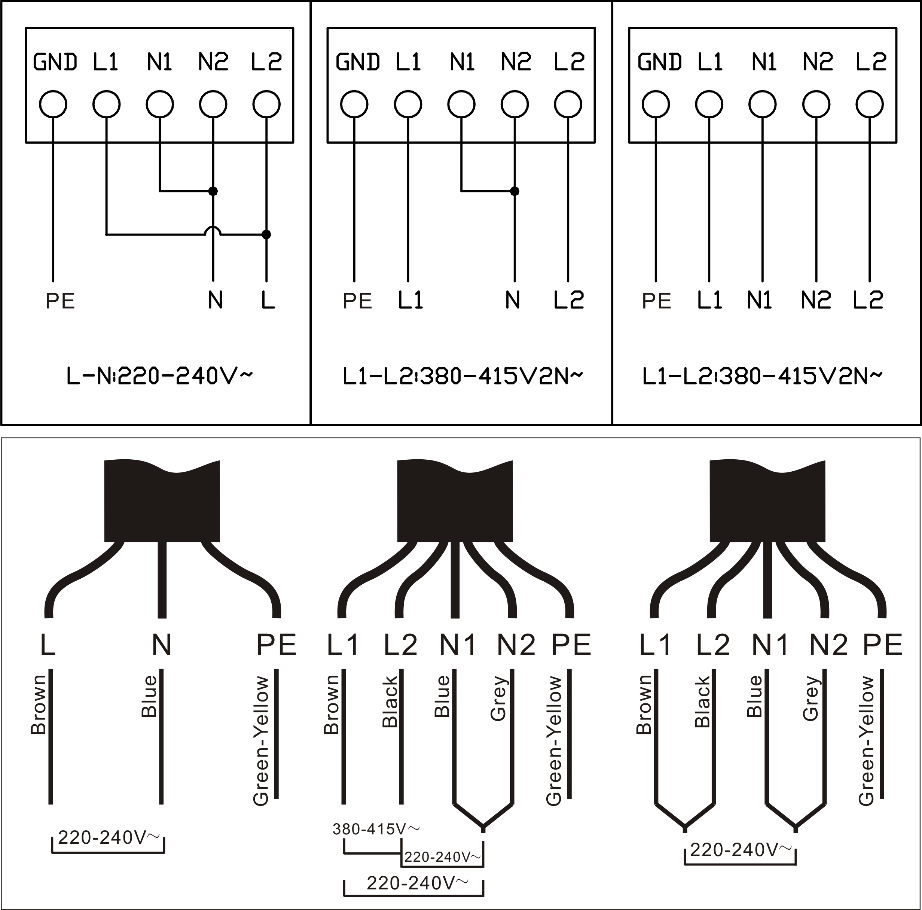 GND L1 N1 N2 L2
PE N L
L-N:220-240V~
GND L1 N1 N2 L2
PE L1 N L2
L1-L2:380-415V2N~
GND L1 N1 N2 L2
PE L1 N1 N2 L2
L1-L2:380-415V2N~
L N PE
Brown Blue Green-Yellow
220-240V~
L1 L2 N1 N2 PE
Brown Black Blue Grey Green-Yellow
380-415V~
220-240V~
220-240V~
L1 L2 N1 N2 PE
Brown Black Blue Grey Green-Yellow
220-240V~